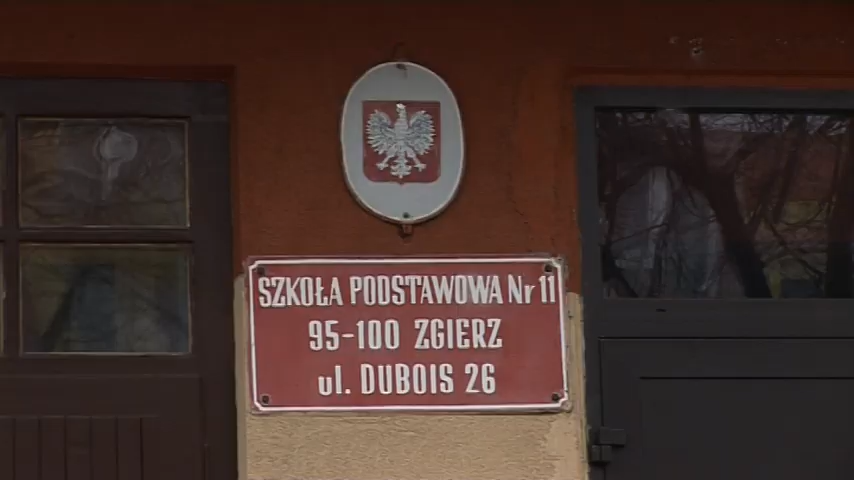 SZKOŁA PODSTAWOWA Nr 11
95-100 ZGIERZ
ul. DUBOIS 26